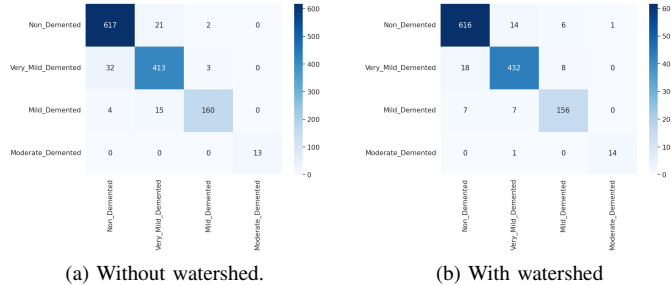 Non_Demented 617 21 2 0
Very_Mild_Demented 32 413 3 0
Mild_Demented 4 15 160 0
Moderate_Demented 0 0 0 13
Non_Demented Very_Mild_Demented Mild_Demented Moderate_Demented
600
500
400
300
200
100
0
(a) Without watershed.
Non_Demented 616 14 6 1
Very_Mild_Demented 18 432 8 0
Mild_Demented 7 7 156 0
Moderate_Demented 0 1 0 14
Non_Demented Very_Mild_Demented Mild_Demented Moderate_Demented
600
500
400
300
200
100
0
(b) With watershed